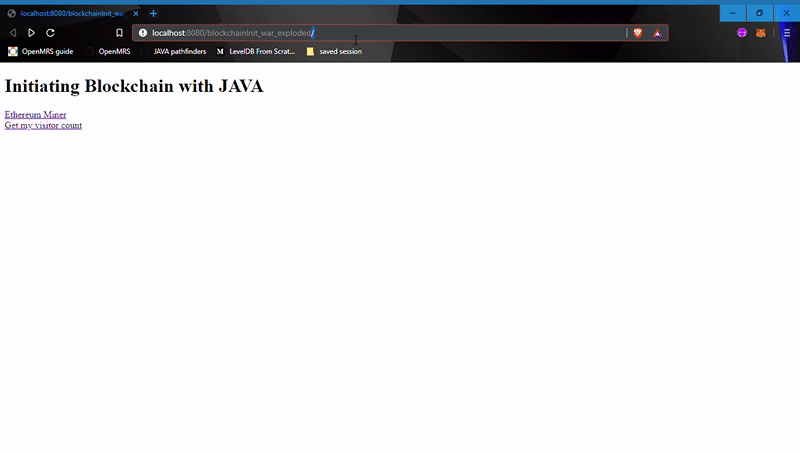 localhost:8080/blockchainInit_wa
localhost:8080/blockchainInit_war_exploded/
OpenMRS guide OpenMRS JAVA pathfinders M LevelDB From Scrat... saved session
Initiating Blockchain with JAVA
Ethereum Miner
Get my visitor count